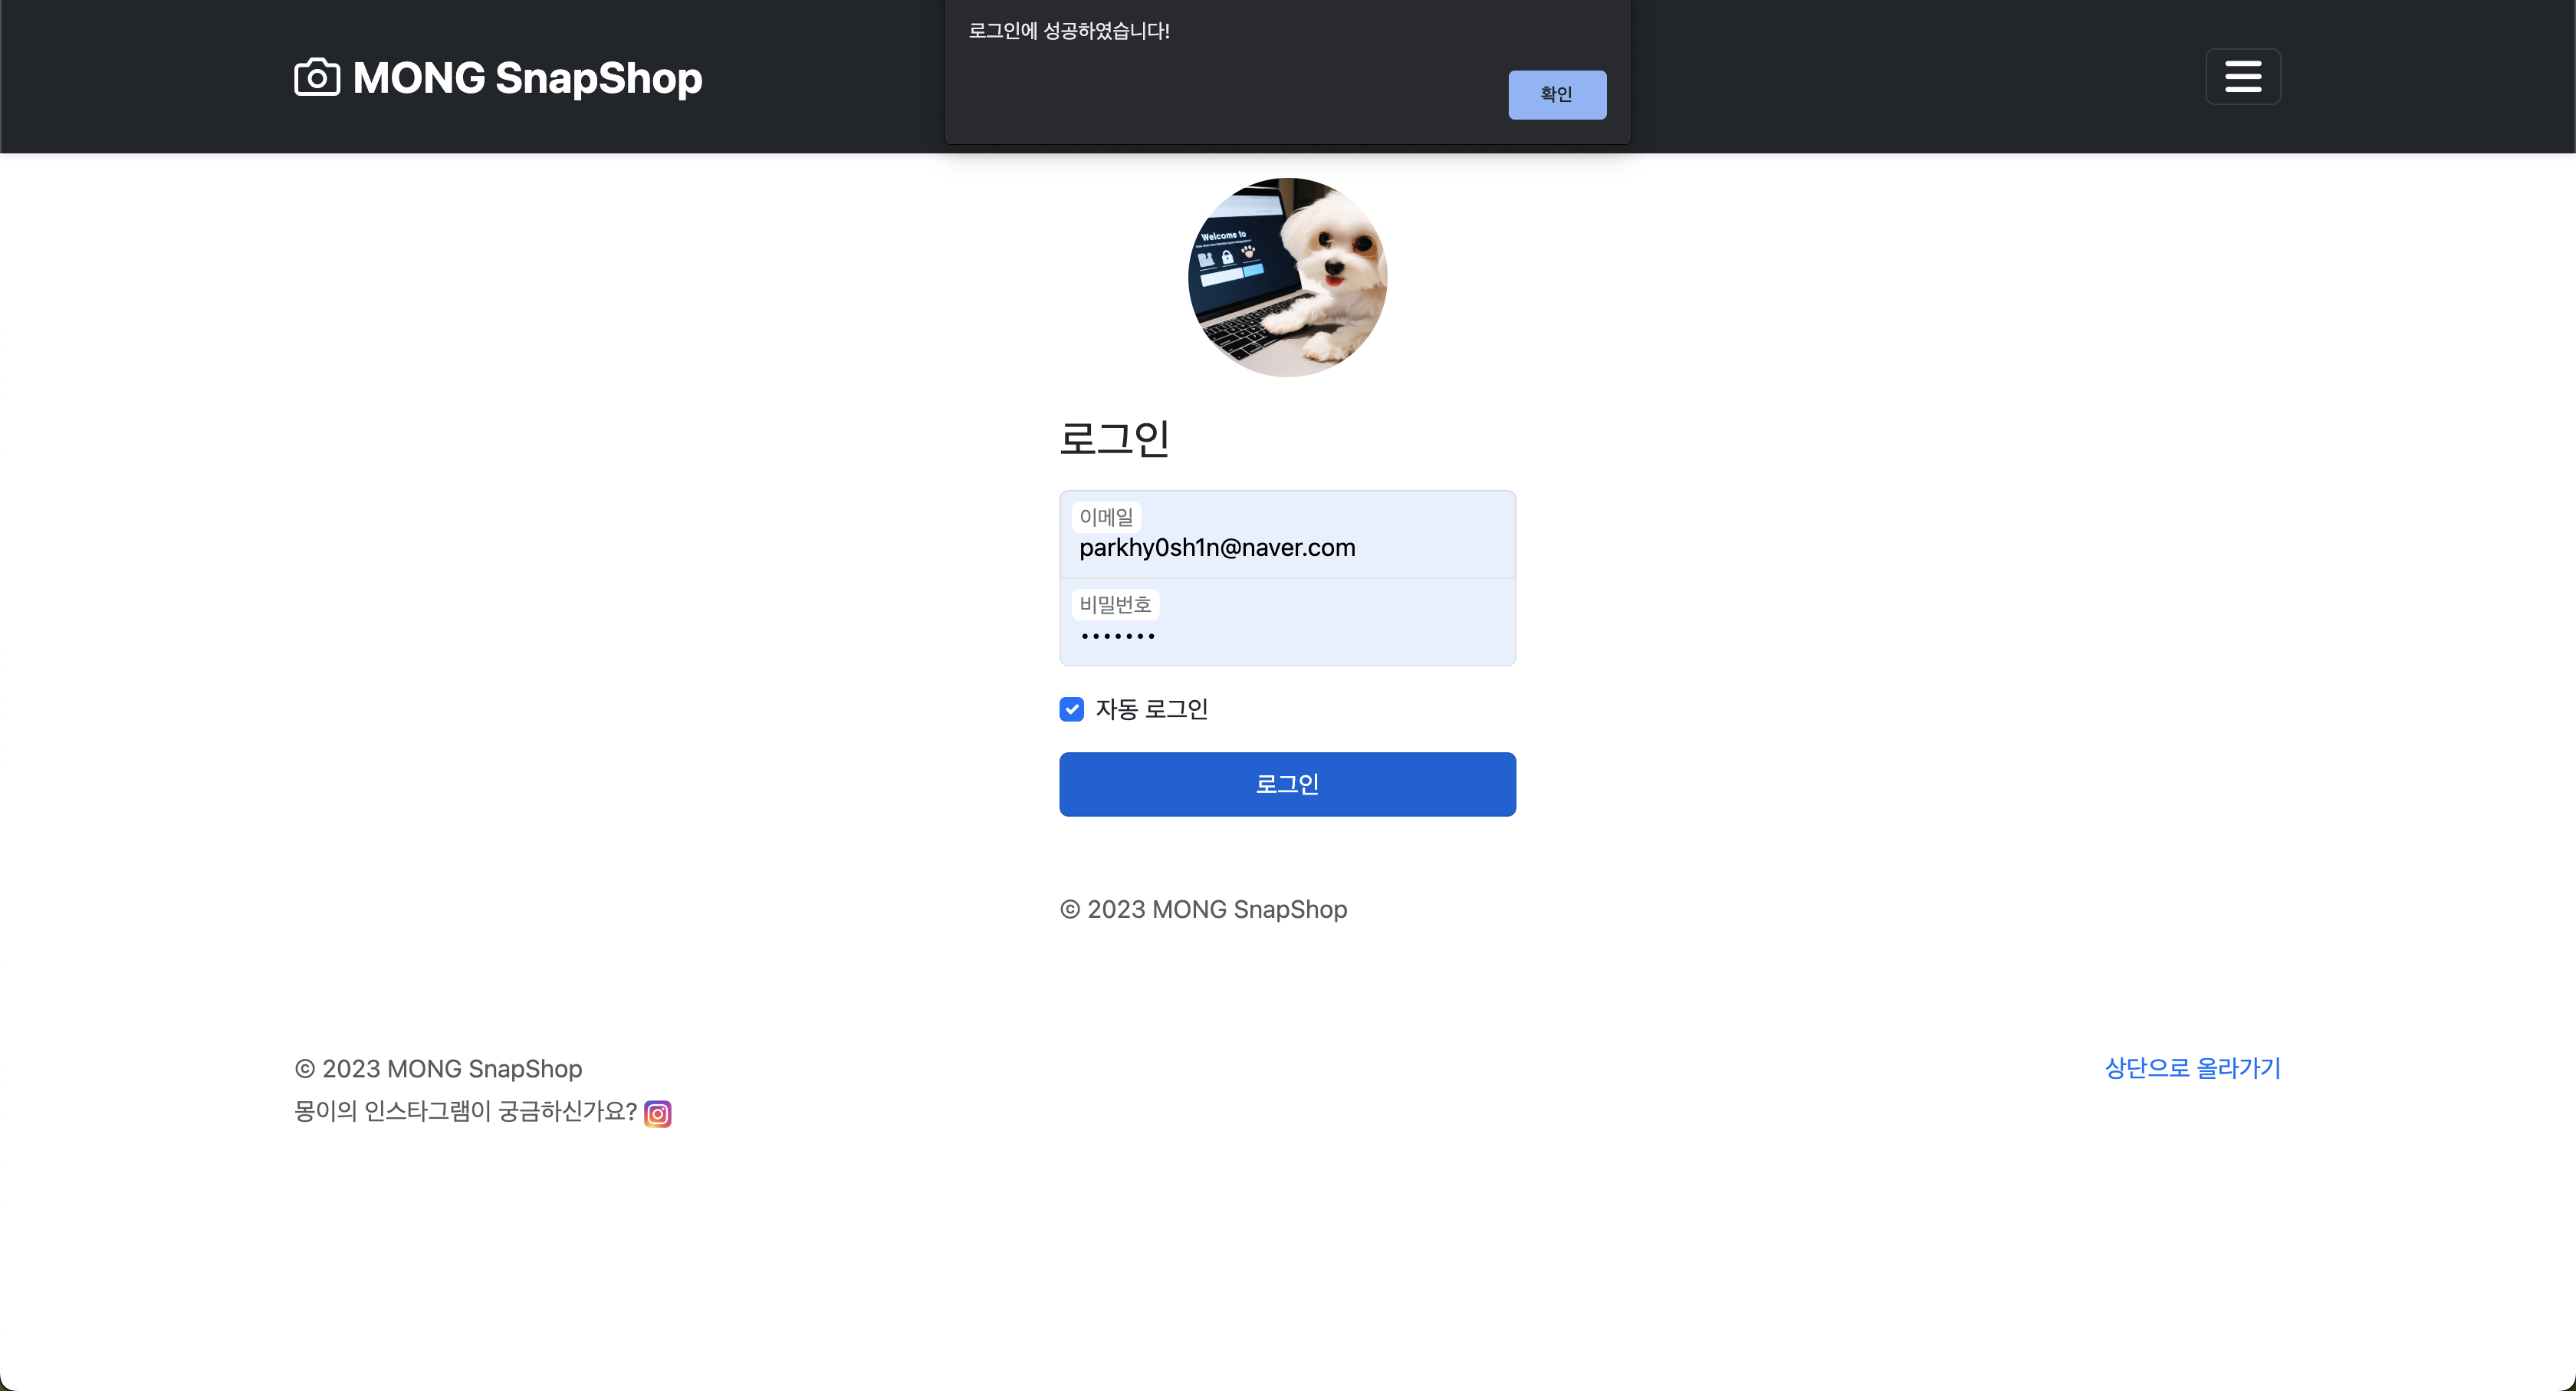 로그인에 성공하였습니다!
확인
MONG SnapShop
Welcome to
로그인
이메일
parkhy0sh1n@naver.com
비밀번호
•••••••
자동 로그인
로그인
© 2023 MONG SnapShop
© 2023 MONG SnapShop
상단으로 올라가기
몽이의 인스타그램이 궁금하신가요?